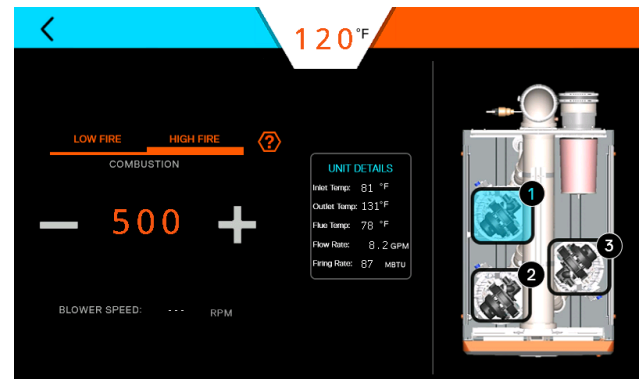 120°F
LOW FIRE HIGH FIRE ?
COMBUSTION
— 500 +
BLOWER SPEED: --- RPM
UNIT DETAILS
Inlet Temp: 81 °F
Outlet Temp: 131°F
Flue Temp: 78 °F
Flow Rate: 8.2 GPM
Firing Rate: 87 MBTU
1
2
3